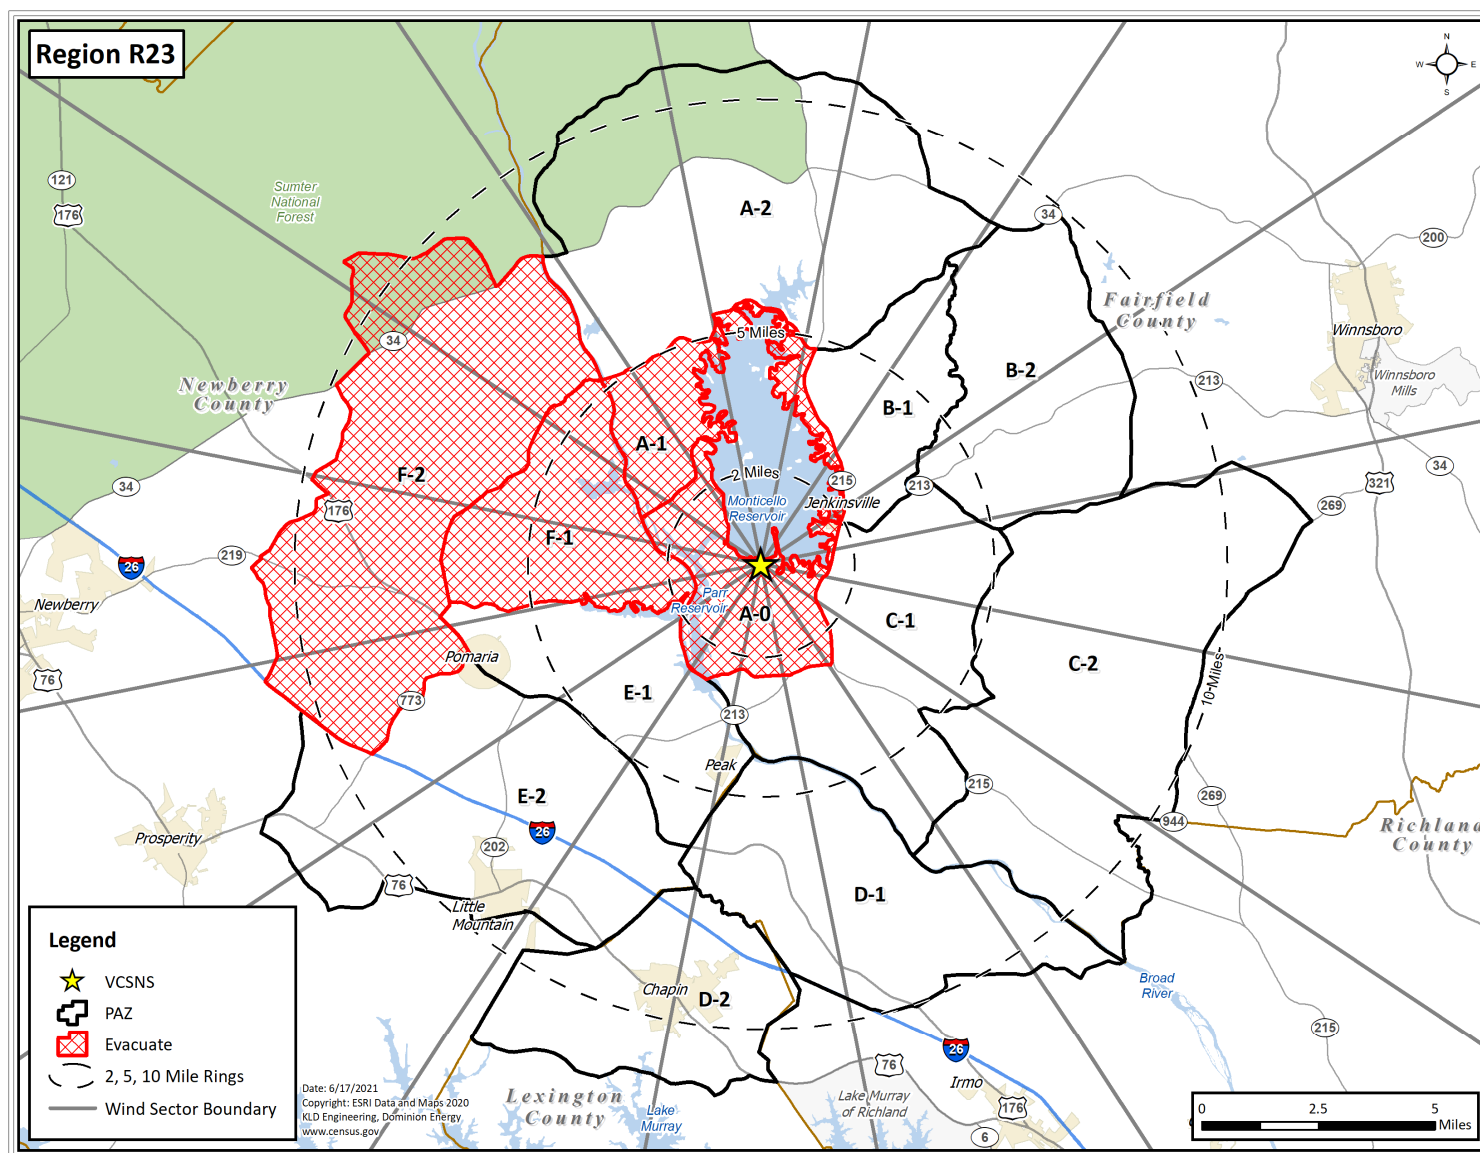 Region R23
N
W E
S
121
176
Sumter
National
Forest
A-2
34
200
Fairfield
County
Winnsboro
Winnsboro
Mills
213
B-2
B-1
5 Miles
34
Newberry
County
A-1
F-2
2 Miles
215
213
Jenkinsville
Monticello
Reservoir
34
321
269
34
176
F-1
219
26
Newberry
Parr
Reservoir
A-0
C-1
C-2
Pomaria
76
773
E-1
213
10 Miles
Peak
215
269
944
Richland
County
E-2
26
Prosperity
202
76
Little
Mountain
D-1
Chapin
D-2
Broad
River
215
26
76
Irmo
176
6
Lake Murray
of Richland
Lexington
County
Lake
Murray
Legend
VCSNS
PAZ
Evacuate
2, 5, 10 Mile Rings
Wind Sector Boundary
Date: 6/17/2021
Copyright: ESRI Data and Maps 2020
KLD Engineering, Dominion Energy
www.census.gov
0 2.5 5
Miles